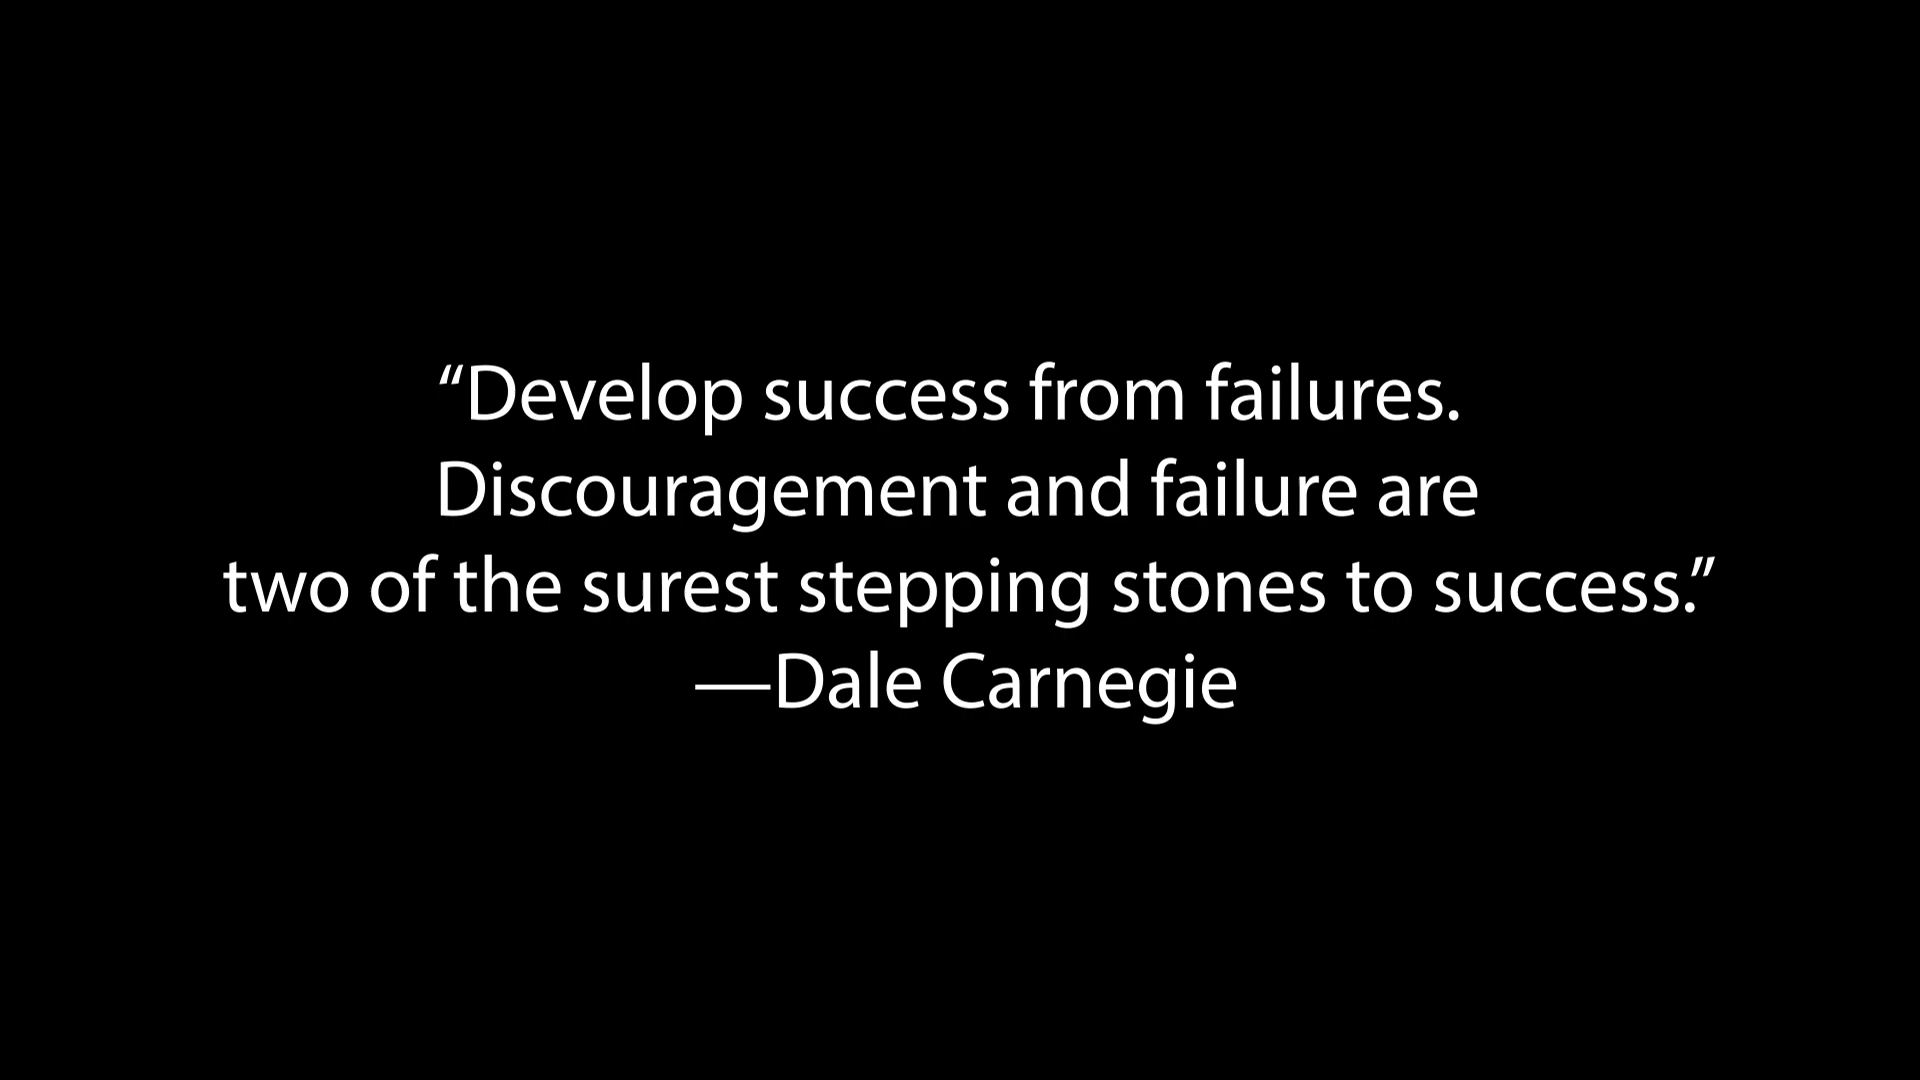 “Develop success from failures.
Discouragement and failure are
two of the surest stepping stones to success.”
—Dale Carnegie